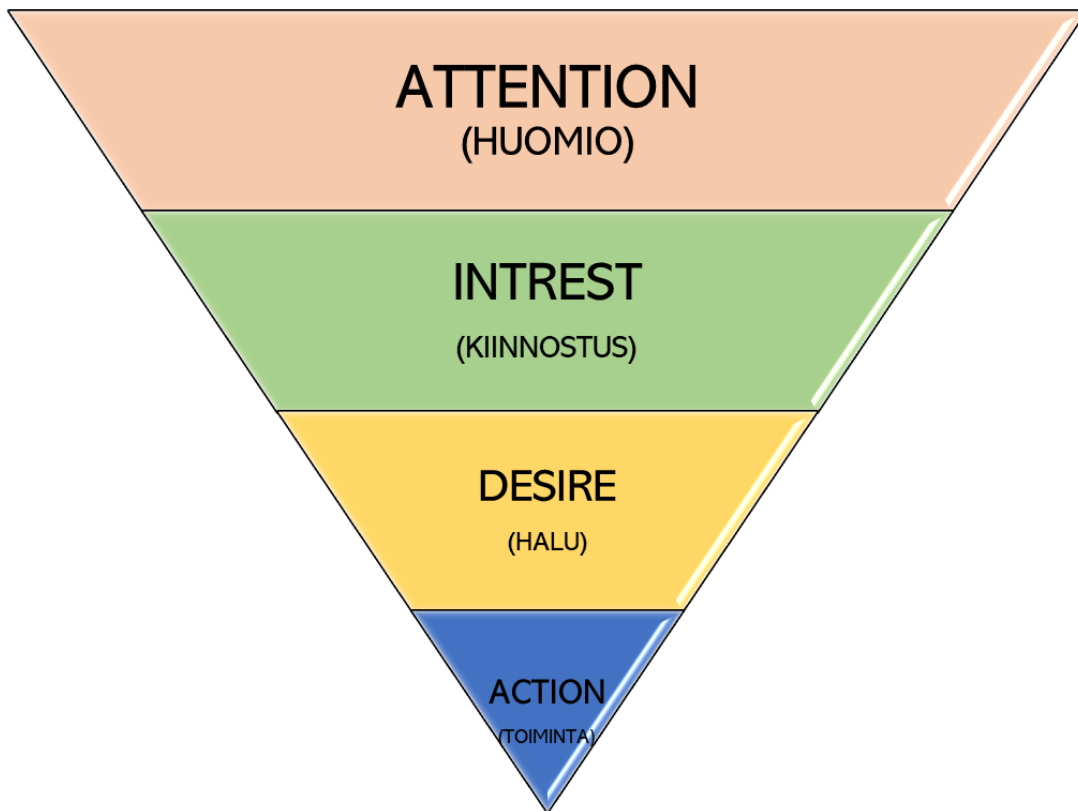 ATTENTION
(HUOMIO)
INTREST
(KIINNOSTUS)
DESIRE
(HALU)
ACTION
(TOIMINTA)